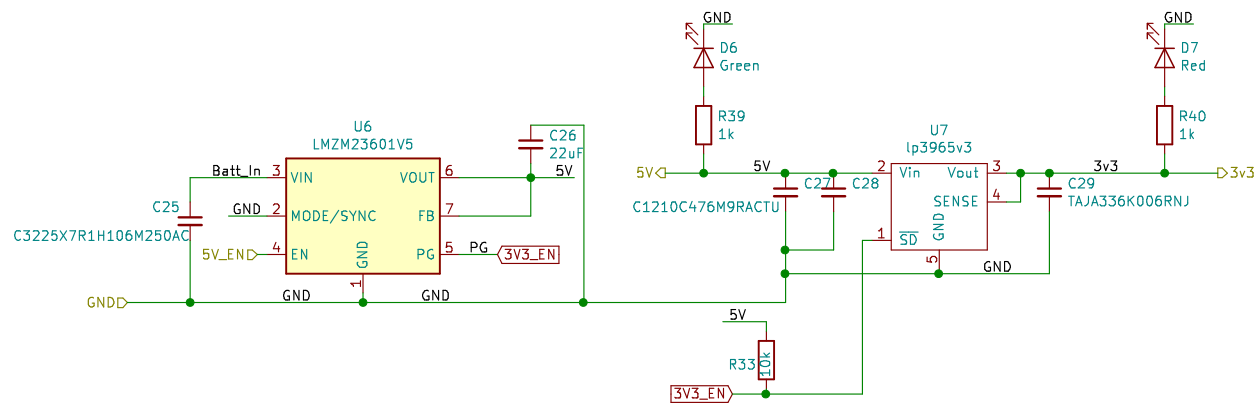 GND
D6
Green
R39
1k
GND
D7
Red
R40
1k
U6
LMZM23601V5
C26
22uF
Batt_In
3
VIN
VOUT
6
5V
C25
C3225X7R1H106M250AC
GND
2
MODE/SYNC
FB
7
5V_EN
4
EN
GND
1
PG
5
PG
3V3_EN
GND
GND
GND
U7
lp3965v3
5V
5V
2
Vin
Vout
3
3v3
3v3
C27
C28
C1210C476M9RACTU
SENSE
4
C29
TAJA336K006RNJ
1
SD
GND
5
GND
5V
R33
10k
3V3_EN